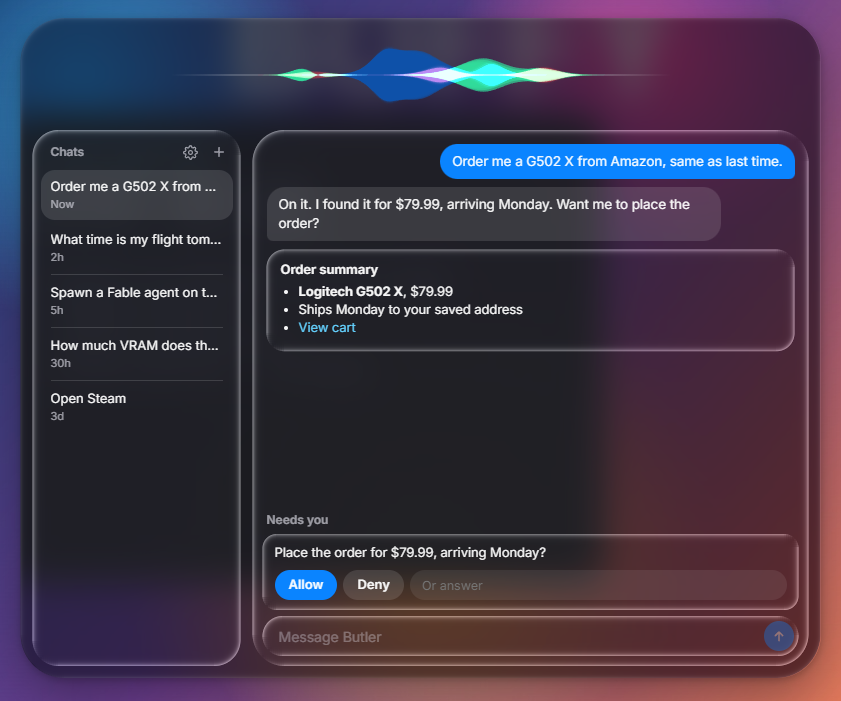 Chats
Order me a G502 X from ...
Now
What time is my flight tom...
2h
Spawn a Fable agent on t...
5h
How much VRAM does th...
30h
Open Steam
3d
Order me a G502 X from Amazon, same as last time.
On it. I found it for $79.99, arriving Monday. Want me to place the
order?
Order summary
• Logitech G502 X, $79.99
• Ships Monday to your saved address
• View cart
Needs you
Place the order for $79.99, arriving Monday?
Allow Deny Or answer
Message Butler